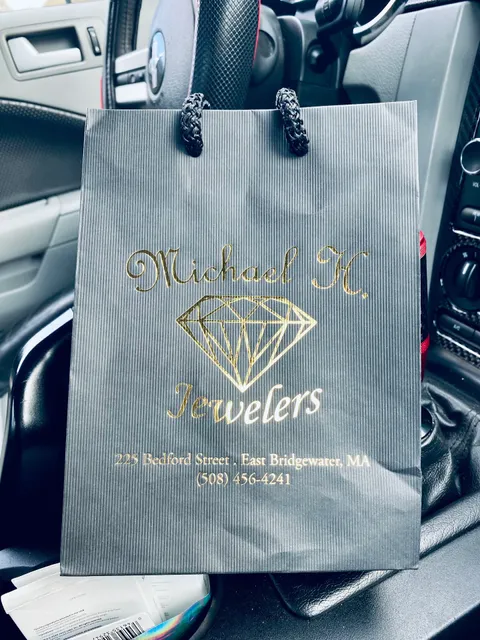 Michael H.
Jewelers
225 Bedford Street . East Bridgewater, MA
(508) 456-4241